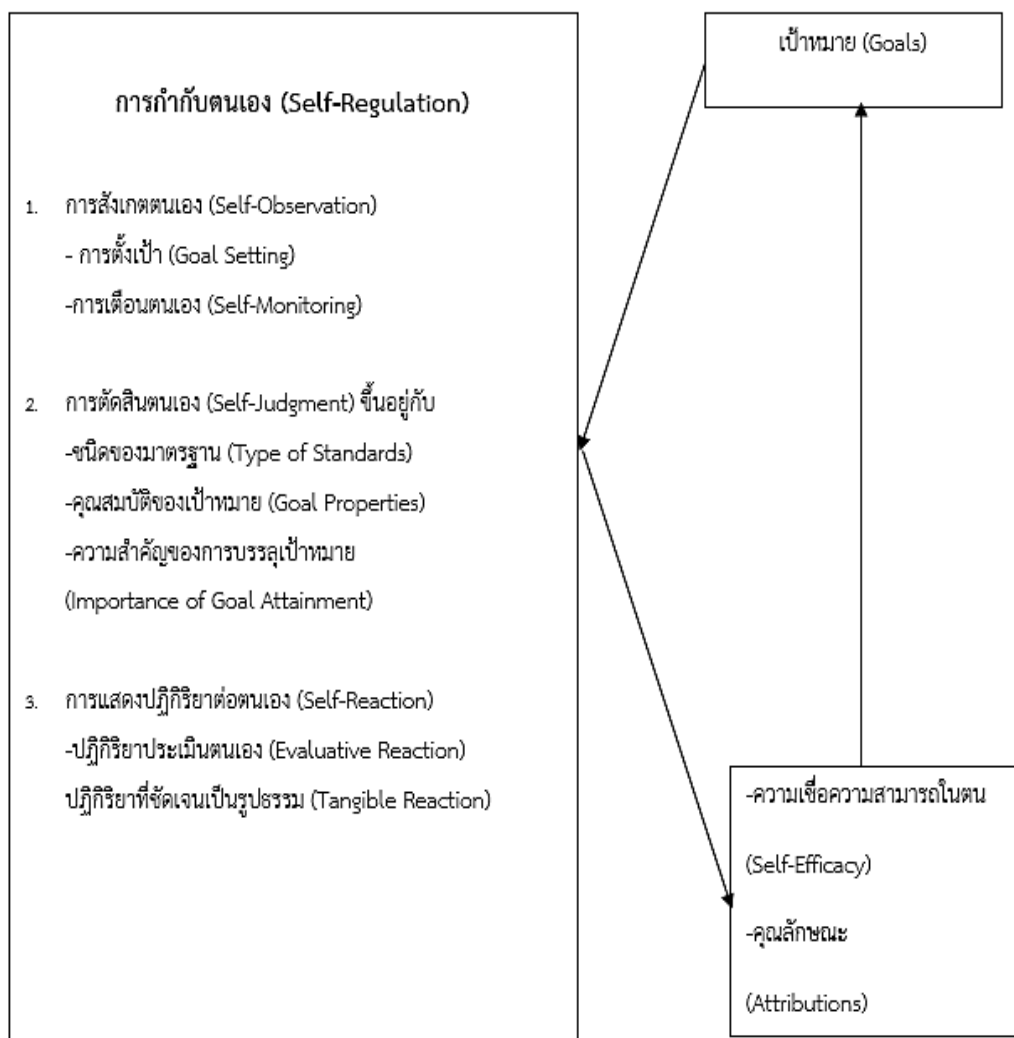 การกำกับตนเอง (Self-Regulation)
1. การสังเกตตนเอง (Self-Observation)
- การตั้งเป้า (Goal Setting)
-การเตือนตนเอง (Self-Monitoring)
2. การตัดสินตนเอง (Self-Judgment) ขึ้นอยู่กับ
-ชนิดของมาตรฐาน (Type of Standards)
-คุณสมบัติของเป้าหมาย (Goal Properties)
-ความสำคัญของการบรรลุเป้าหมาย
(Importance of Goal Attainment)
3. การแสดงปฏิกิริยาต่อตนเอง (Self-Reaction)
-ปฏิกิริยาประเมินตนเอง (Evaluative Reaction)
ปฏิกิริยาที่ชัดเจนเป็นรูปธรรม (Tangible Reaction)
เป้าหมาย (Goals)
-ความเชื่อความสามารถในตน
(Self-Efficacy)
-คุณลักษณะ
(Attributions)